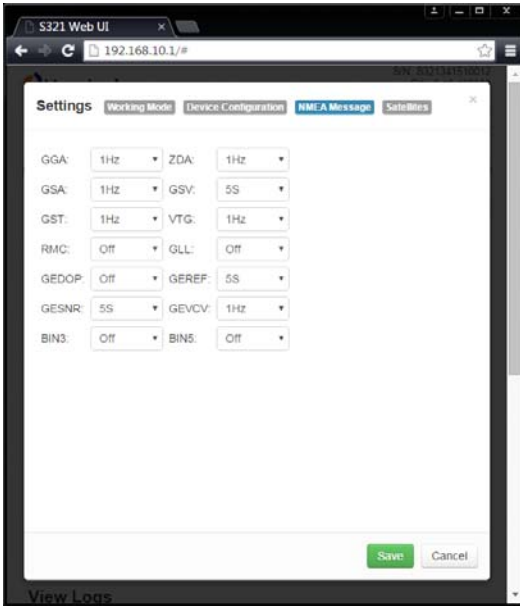 S321 Web UI
192.168.10.1/#
Settings Working Mode Device Configuration NMEA Message Satellites
GGA: 1Hz ZDA: 1Hz
GSA: 1Hz GSV: 5S
GST: 1Hz VTG: 1Hz
RMC: Off GLL: Off
GEDOP: Off GEREF: 5S
GESNR: 5S GEVCV: 1Hz
BIN3: Off BIN5: Off
Save Cancel
View Logs